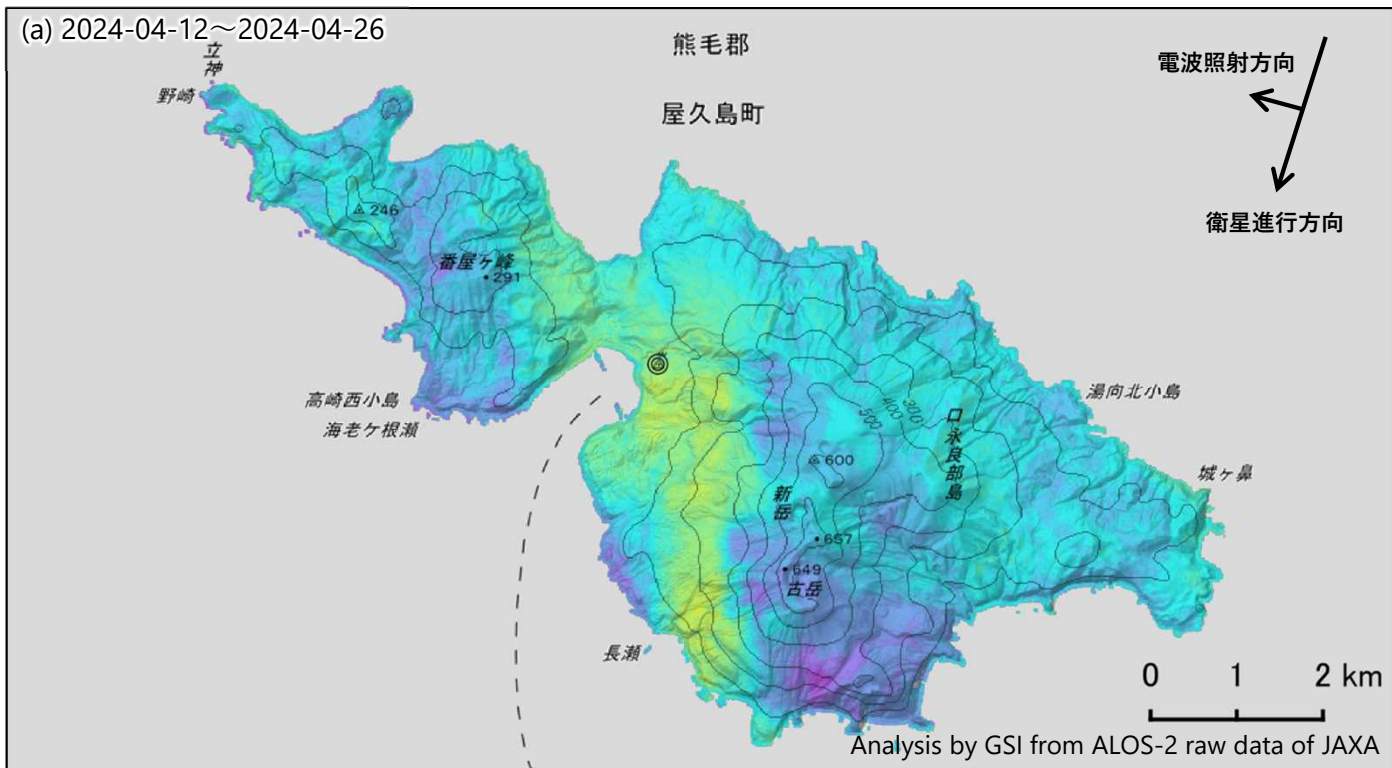 (a) 2024-04-12～2024-04-26
熊毛郡
屋久島町
電波照射方向
衛星進行方向
立神
野崎
246
番屋ヶ峰
291
高崎西小島
海老ケ根瀬
湯向北小島
300
400
500
口永良部島
600
城ヶ鼻
新岳
657
649
古岳
長瀬
0 1 2 km
Analysis by GSI from ALOS-2 raw data of JAXA